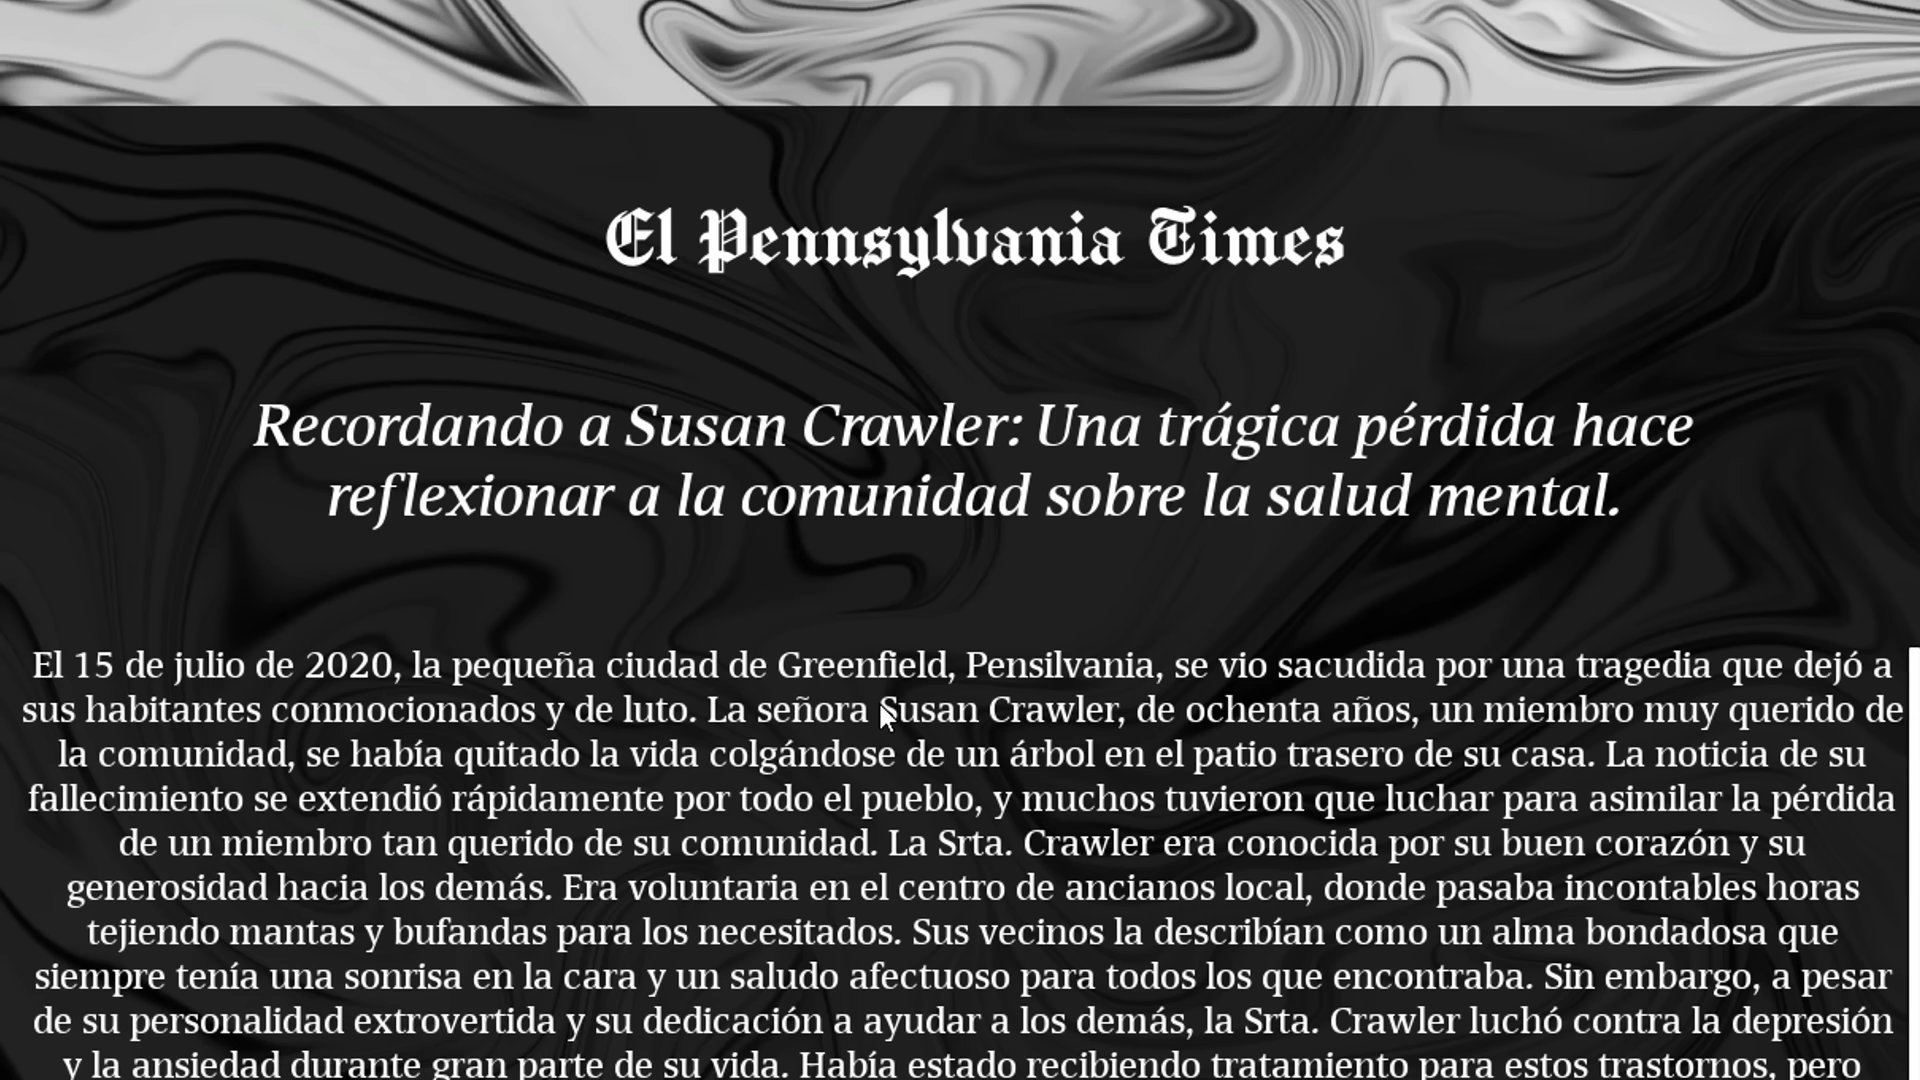 El Pennsylvania Times
Recordando a Susan Crawler: Una trágica pérdida hace
reflexionar a la comunidad sobre la salud mental.
El 15 de julio de 2020, la pequeña ciudad de Greenfield, Pensilvania, se vio sacudida por una tragedia que dejó a
sus habitantes conmocionados y de luto. La señora Susan Crawler, de ochenta años, un miembro muy querido de
la comunidad, se había quitado la vida colgándose de un árbol en el patio trasero de su casa. La noticia de su
fallecimiento se extendió rápidamente por todo el pueblo, y muchos tuvieron que luchar para asimilar la pérdida
de un miembro tan querido de su comunidad. La Srta. Crawler era conocida por su buen corazón y su
generosidad hacia los demás. Era voluntaria en el centro de ancianos local, donde pasaba incontables horas
tejiendo mantas y bufandas para los necesitados. Sus vecinos la describían como un alma bondadosa que
siempre tenía una sonrisa en la cara y un saludo afectuoso para todos los que encontraba. Sin embargo, a pesar
de su personalidad extrovertida y su dedicación a ayudar a los demás, la Srta. Crawler luchó contra la depresión
y la ansiedad durante gran parte de su vida. Había estado recibiendo tratamiento para estos trastornos, pero